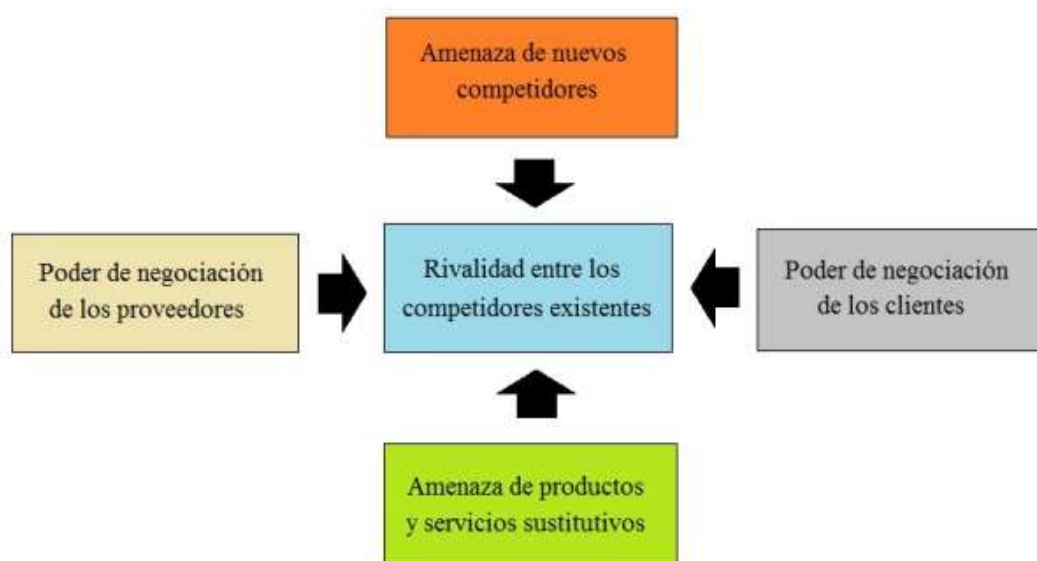 Amenaza de nuevos
competidores
Poder de negociación
de los proveedores
Rivalidad entre los
competidores existentes
Poder de negociación
de los clientes
Amenaza de productos
y servicios sustitutivos